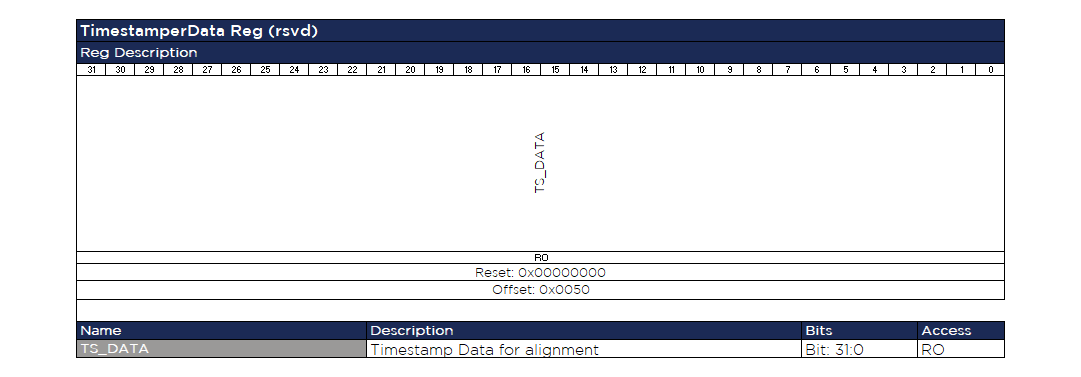 TimestamperData Reg (rsvd)
Reg Description
31 30 29 28 27 26 25 24 23 22 21 20 19 18 17 16 15 14 13 12 11 10 9 8 7 6 5 4 3 2 1 0
TS_DATA
RO
Reset: 0x00000000
Offset: 0x0050
Name Description Bits Access
TS_DATA Timestamp Data for alignment Bit: 31:0 RO